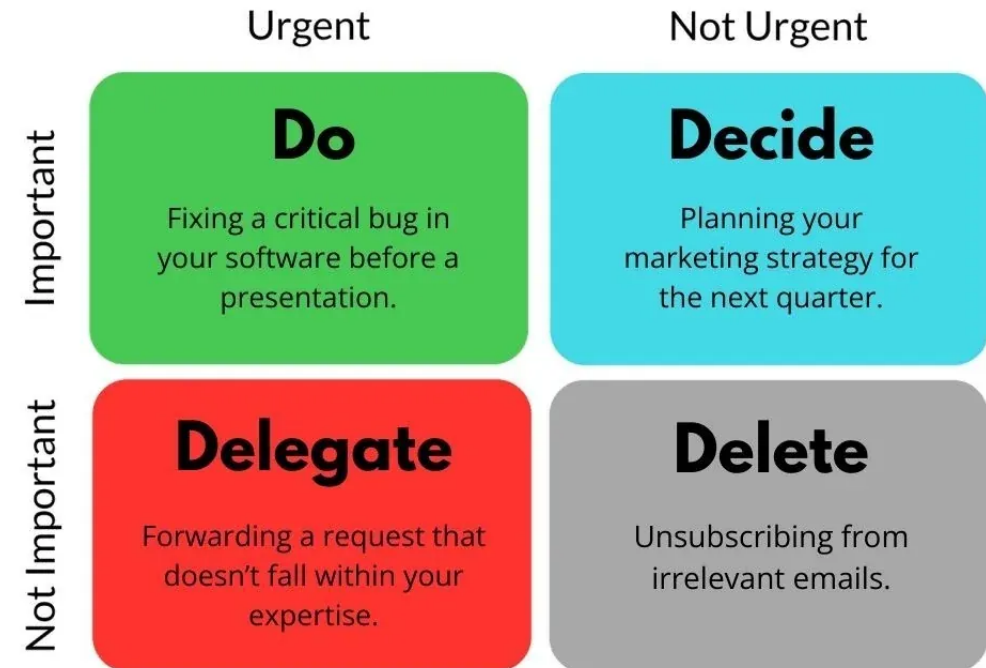 Urgent
Not Urgent
Important
Do
Fixing a critical bug in
your software before a
presentation.
Decide
Planning your
marketing strategy for
the next quarter.
Not Important
Delegate
Forwarding a request that
doesn’t fall within your
expertise.
Delete
Unsubscribing from
irrelevant emails.